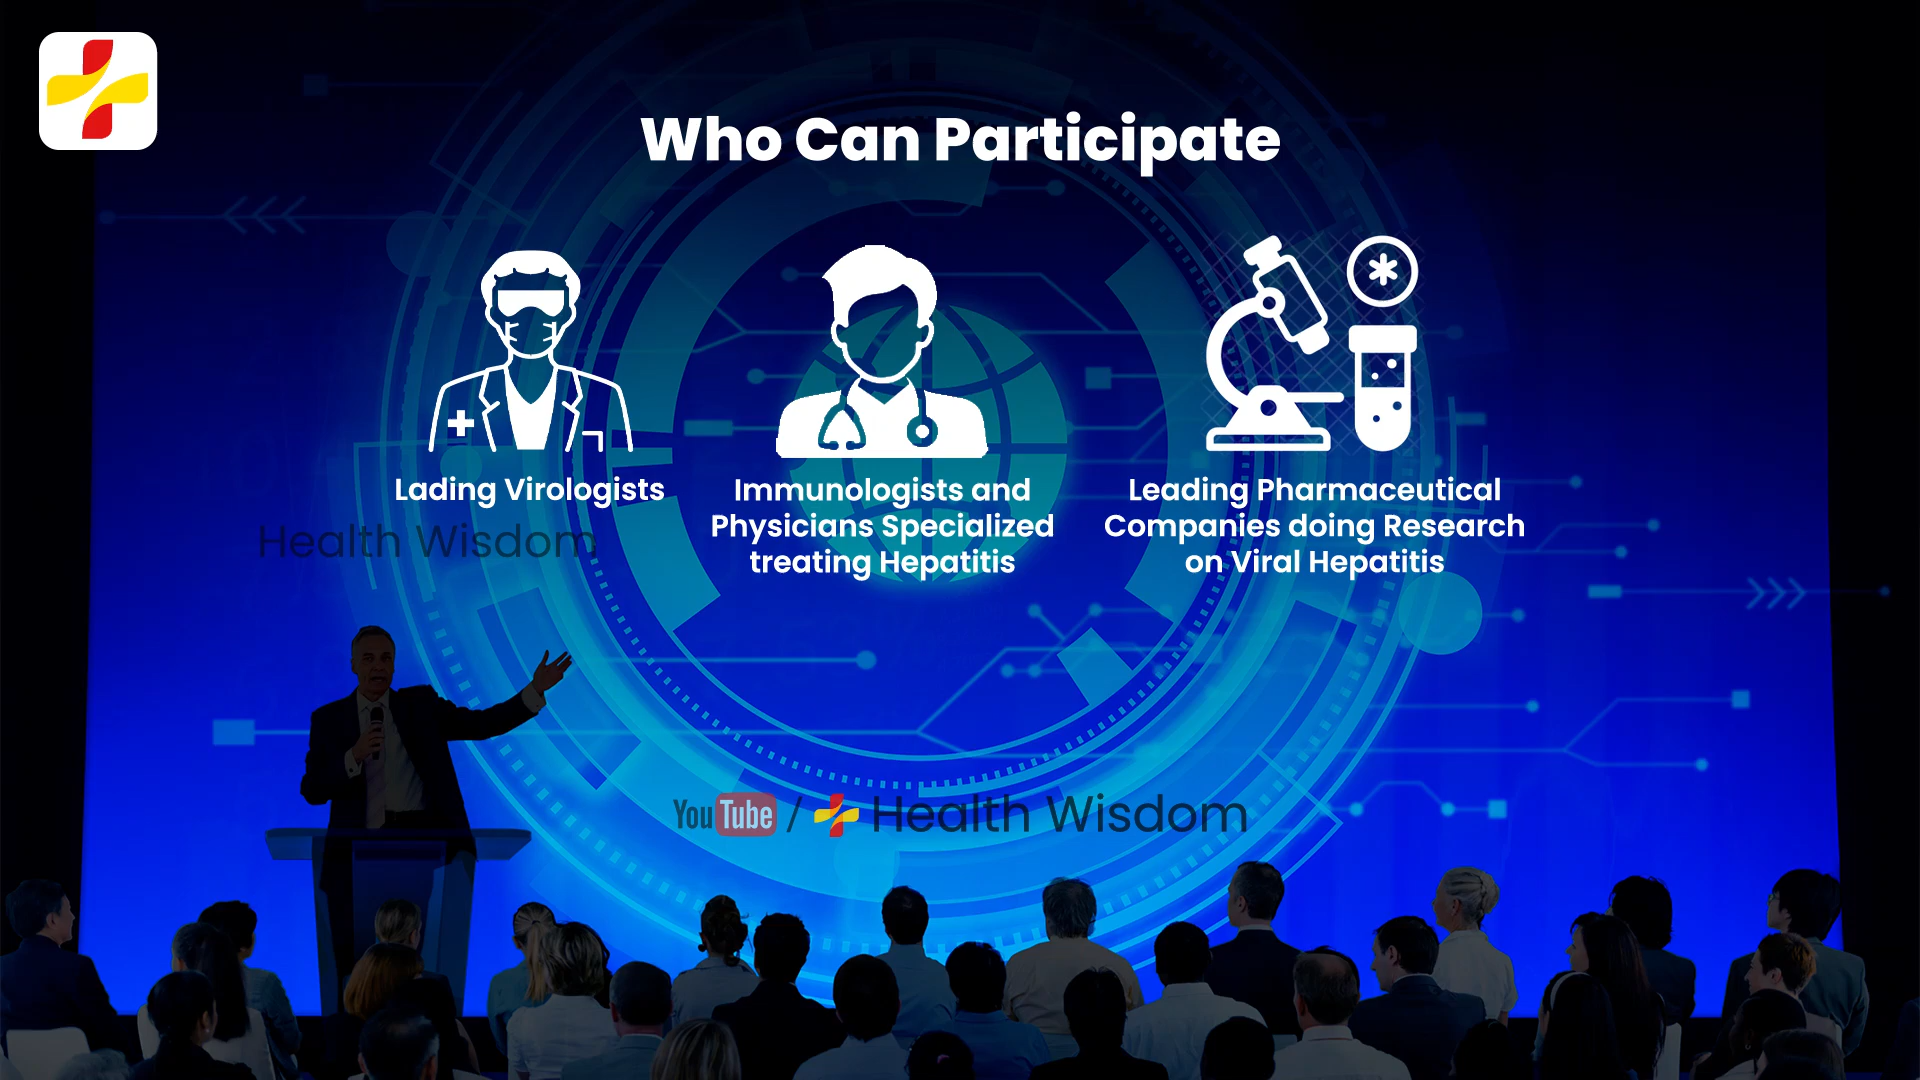 Who Can Participate
Lading Virologists
Immunologists and
Physicians Specialized
treating Hepatitis
Leading Pharmaceutical
Companies doing Research
on Viral Hepatitis
Health Wisdom
YouTube / Health Wisdom